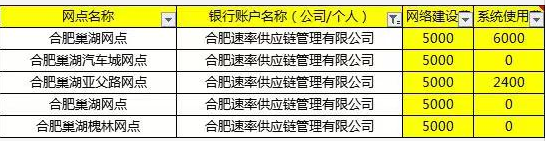 网点名称 银行账户名称（公司/个人） 网络建设 系统使用
合肥巢湖网点 合肥速率供应链管理有限公司 5000 6000
合肥巢湖汽车城网点 合肥速率供应链管理有限公司 5000 0
合肥巢湖亚父路网点 合肥速率供应链管理有限公司 5000 2400
合肥巢湖网点 合肥速率供应链管理有限公司 5000 0
合肥巢湖槐林网点 合肥速率供应链管理有限公司 5000 0